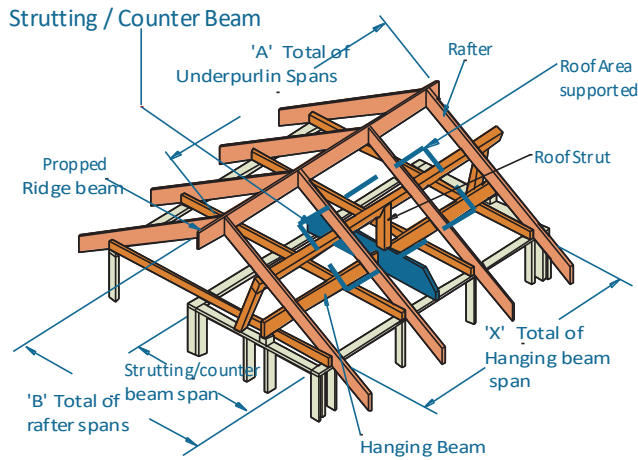 Strutting / Counter Beam
'A' Total of
Underpurlin Spans
Rafter
Roof Area
supported
Propped
Ridge beam
Roof Strut
'X' Total of
Hanging beam
span
Strutting/counter
beam span
'B' Total of
rafter spans
Hanging Beam